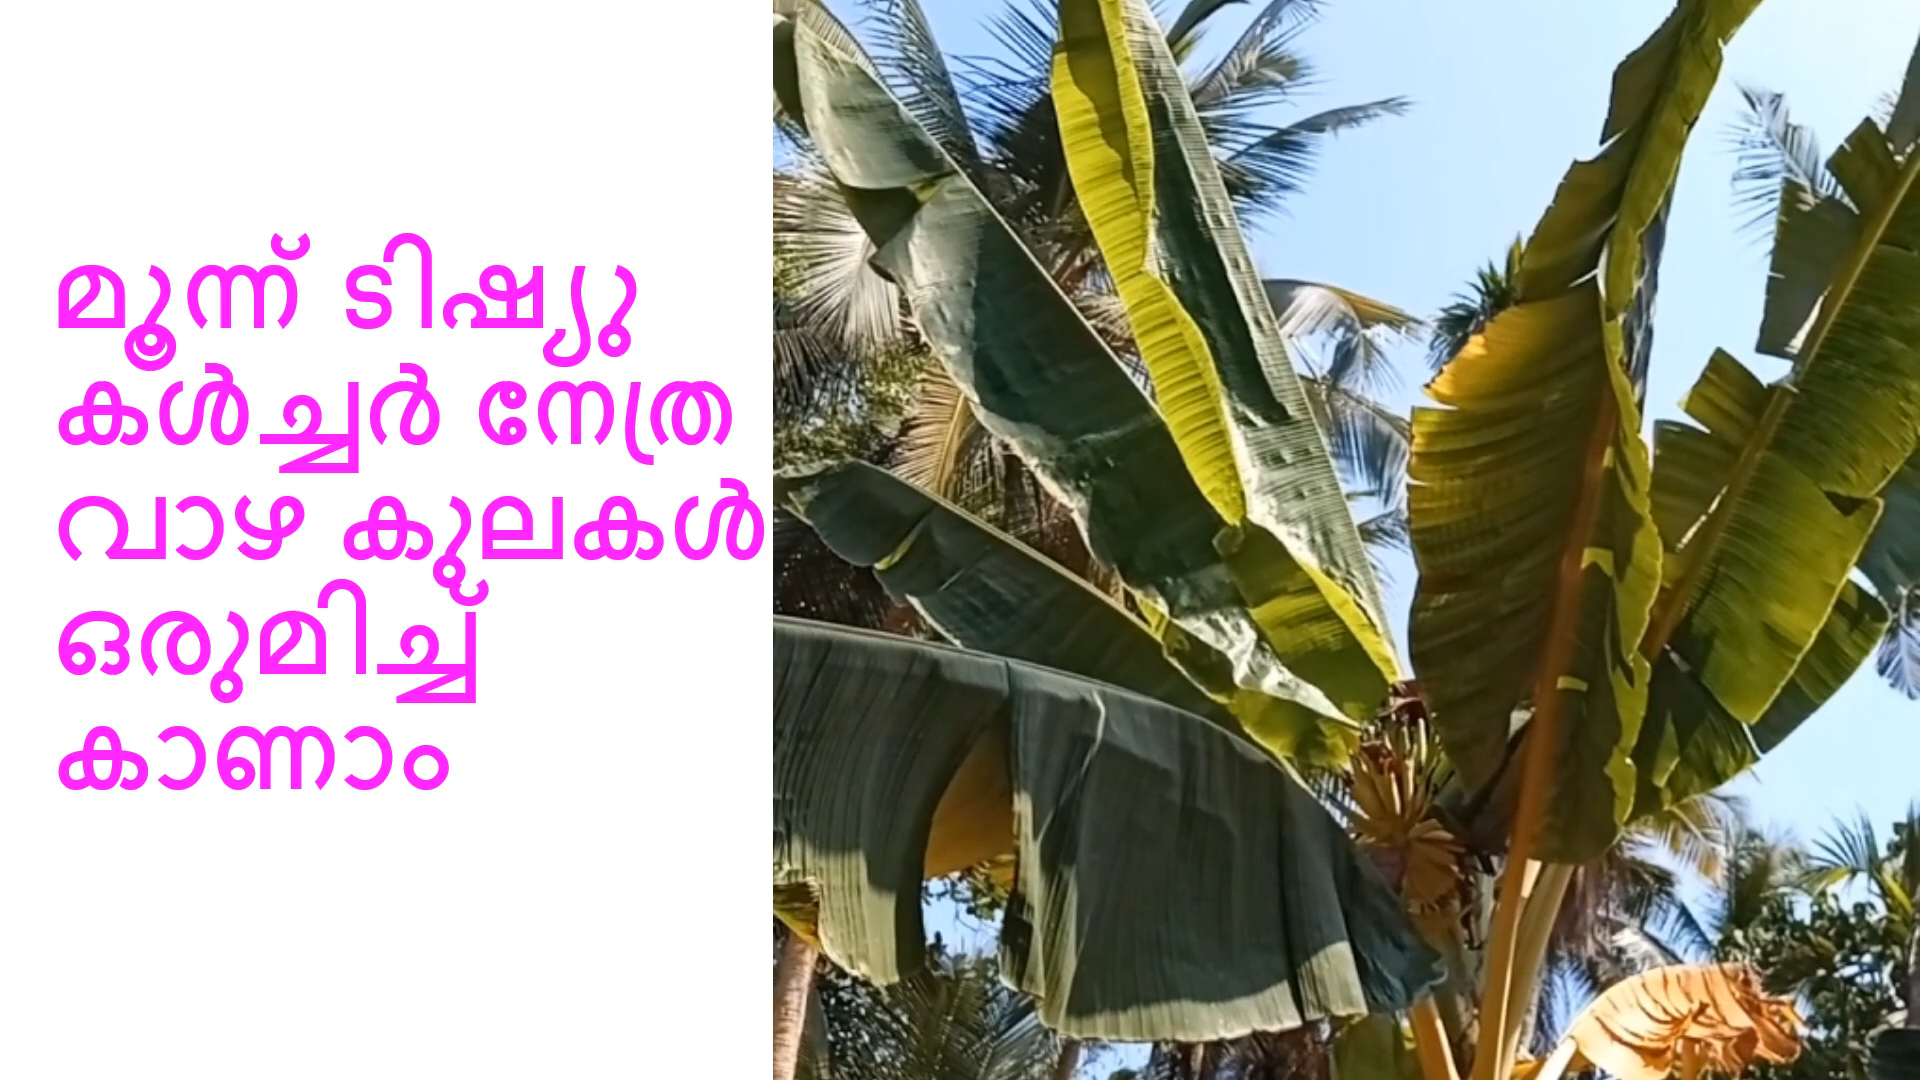 മൂന്ന് ടിഷ്യു
കൾച്ചർ നേത്ര
വാഴ കുലകൾ
ഒരുമിച്ച്
കാണാം